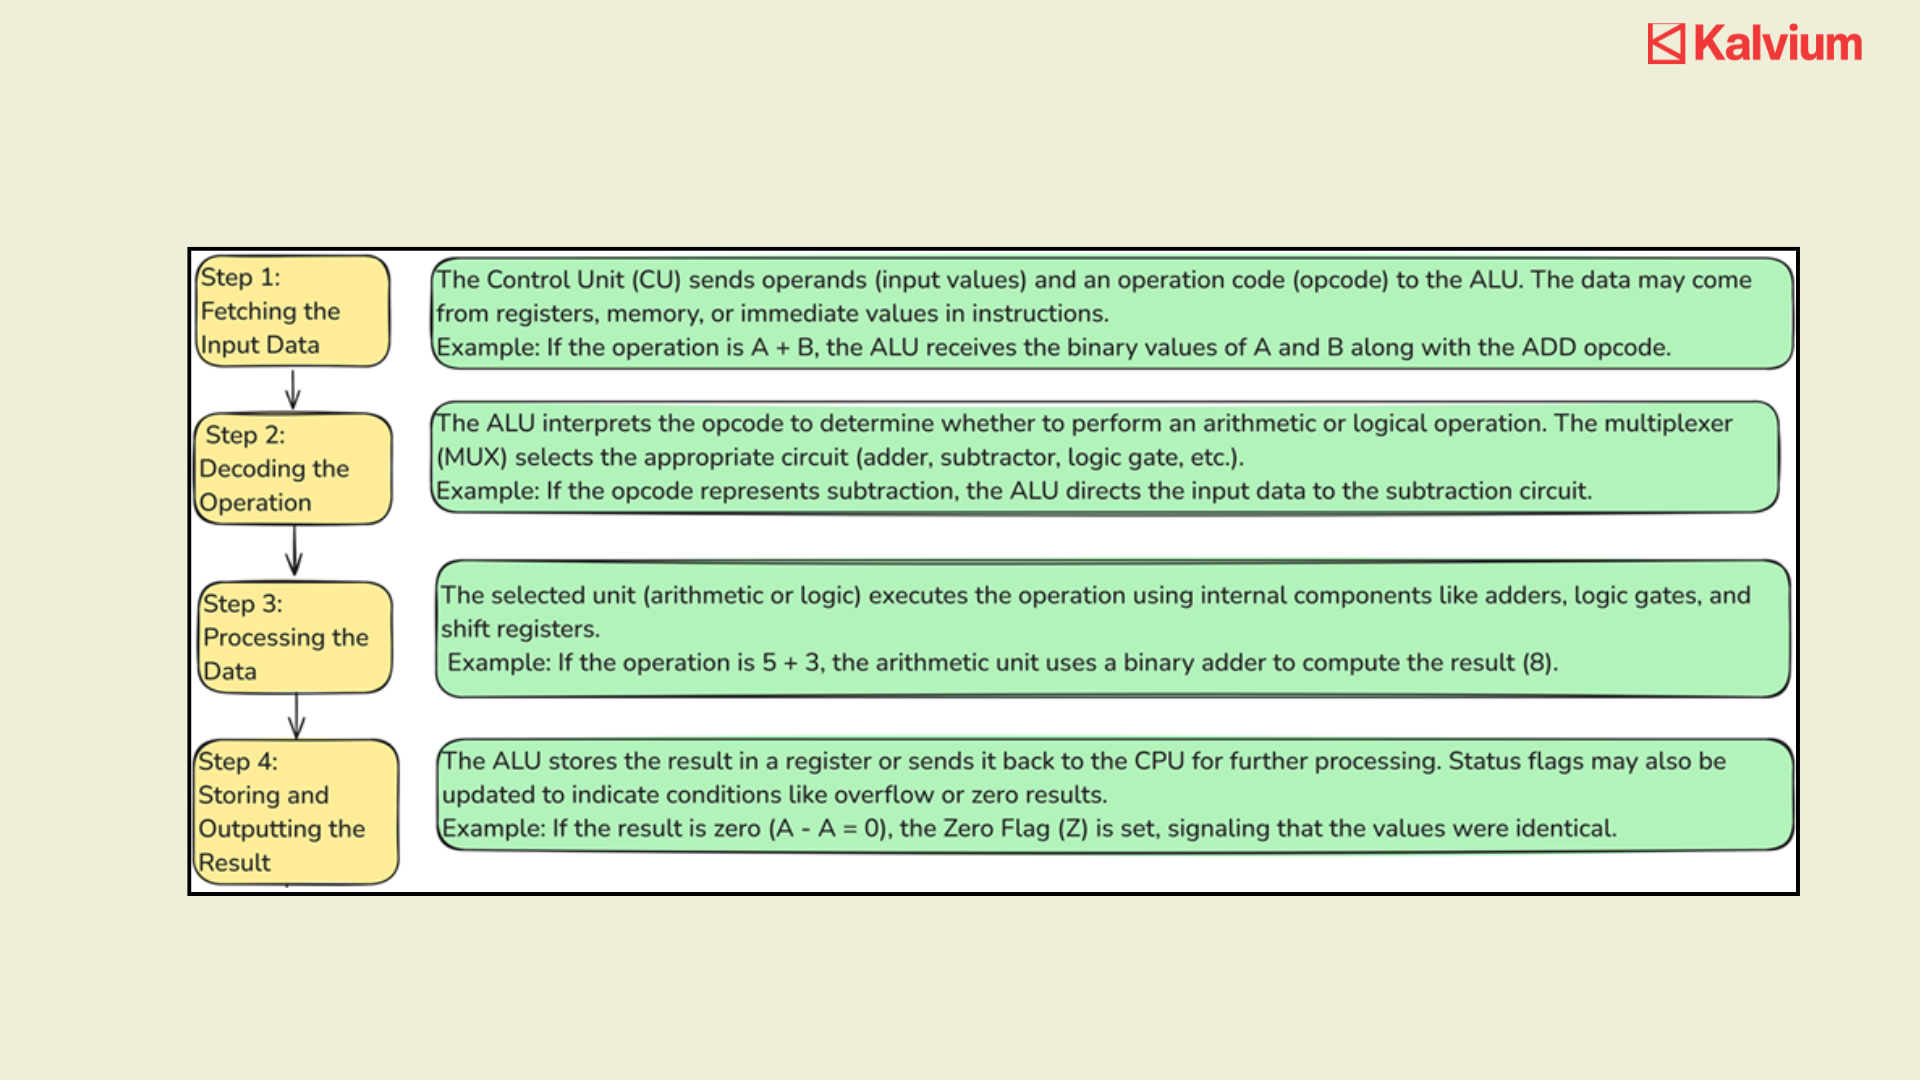 Kalvium
Step 1:
Fetching the
Input Data
The Control Unit (CU) sends operands (input values) and an operation code (opcode) to the ALU. The data may come
from registers, memory, or immediate values in instructions.
Example: If the operation is A + B, the ALU receives the binary values of A and B along with the ADD opcode.
Step 2:
Decoding the
Operation
The ALU interprets the opcode to determine whether to perform an arithmetic or logical operation. The multiplexer
(MUX) selects the appropriate circuit (adder, subtractor, logic gate, etc.).
Example: If the opcode represents subtraction, the ALU directs the input data to the subtraction circuit.
Step 3:
Processing the
Data
The selected unit (arithmetic or logic) executes the operation using internal components like adders, logic gates, and
shift registers.
Example: If the operation is 5 + 3, the arithmetic unit uses a binary adder to compute the result (8).
Step 4:
Storing and
Outputting the
Result
The ALU stores the result in a register or sends it back to the CPU for further processing. Status flags may also be
updated to indicate conditions like overflow or zero results.
Example: If the result is zero (A - A = 0), the Zero Flag (Z) is set, signaling that the values were identical.